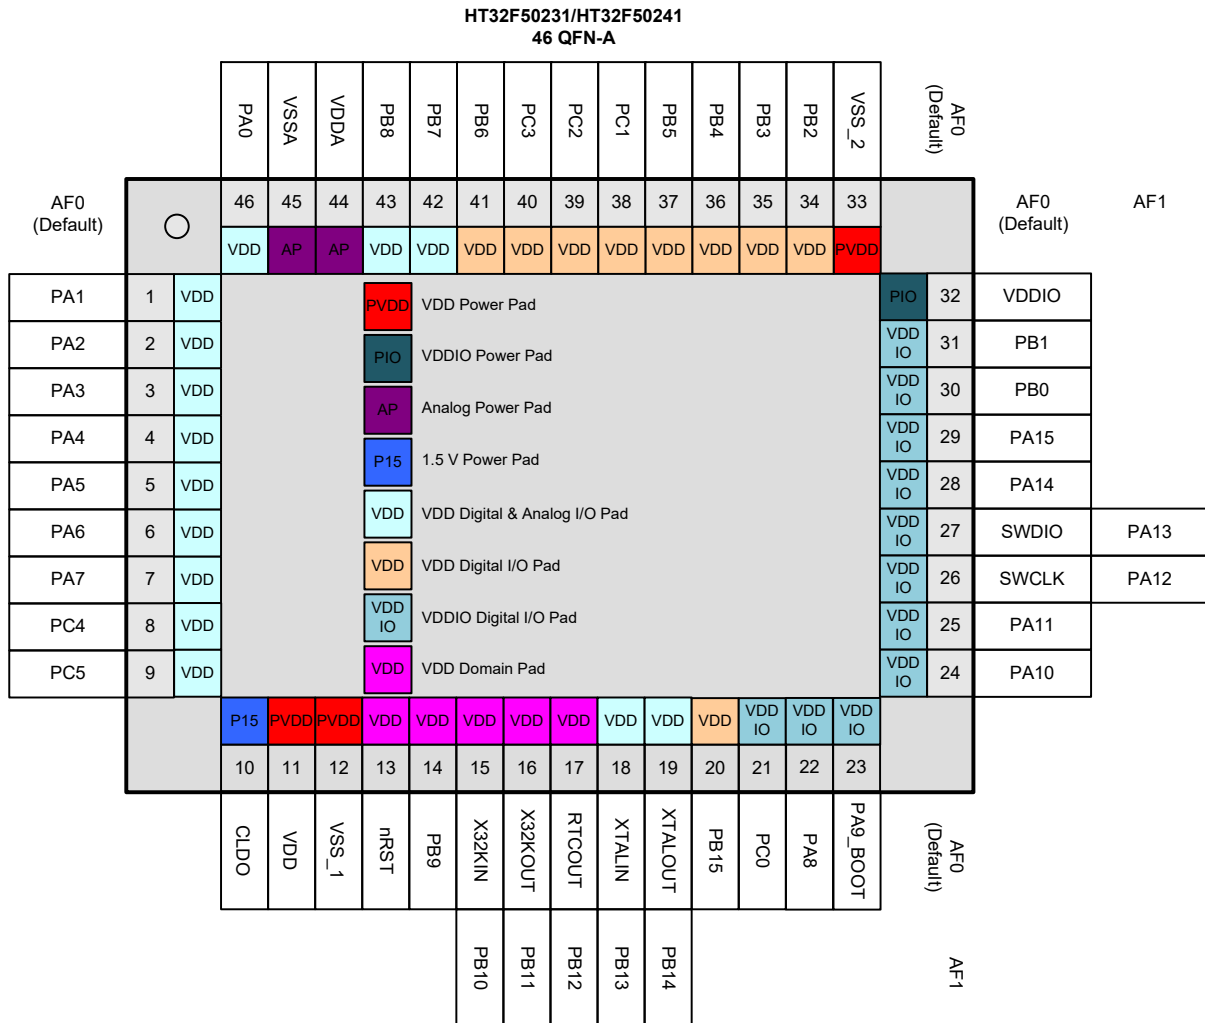 HT32F50231/HT32F50241
46 QFN-A
PA0 VSSA VDDA PB8 PB7 PB6 PC3 PC2 PC1 PB5 PB4 PB3 PB2 VSS_2
AF0
(Default)
AF0
(Default)
46 45 44 43 42 41 40 39 38 37 36 35 34 33
AF0
(Default)
AF1
VDD AP AP VDD VDD VDD VDD VDD VDD VDD VDD VDD VDD PVDD
PA1 1 VDD
PA2 2 VDD
PA3 3 VDD
PA4 4 VDD
PA5 5 VDD
PA6 6 VDD
PA7 7 VDD
PC4 8 VDD
PC5 9 VDD
PVDD VDD Power Pad
PIO VDDIO Power Pad
AP Analog Power Pad
P15 1.5 V Power Pad
VDD VDD Digital & Analog I/O Pad
VDD VDD Digital I/O Pad
VDD IO VDDIO Digital I/O Pad
VDD VDD Domain Pad
PIO 32 VDDIO
VDD IO 31 PB1
VDD IO 30 PB0
VDD IO 29 PA15
VDD IO 28 PA14
VDD IO 27 SWDIO PA13
VDD IO 26 SWCLK PA12
VDD IO 25 PA11
VDD IO 24 PA10
P15 PVDD PVDD VDD VDD VDD VDD VDD VDD VDD VDD VDD IO VDD IO VDD IO
10 11 12 13 14 15 16 17 18 19 20 21 22 23
CLDO VDD VSS_1 nRST PB9 X32KIN X32KOUT RTCOUT XTALIN XTALOUT PB15 PC0 PA8 PA9_BOOT
AF0
(Default)
PB10 PB11 PB12 PB13 PB14
AF1